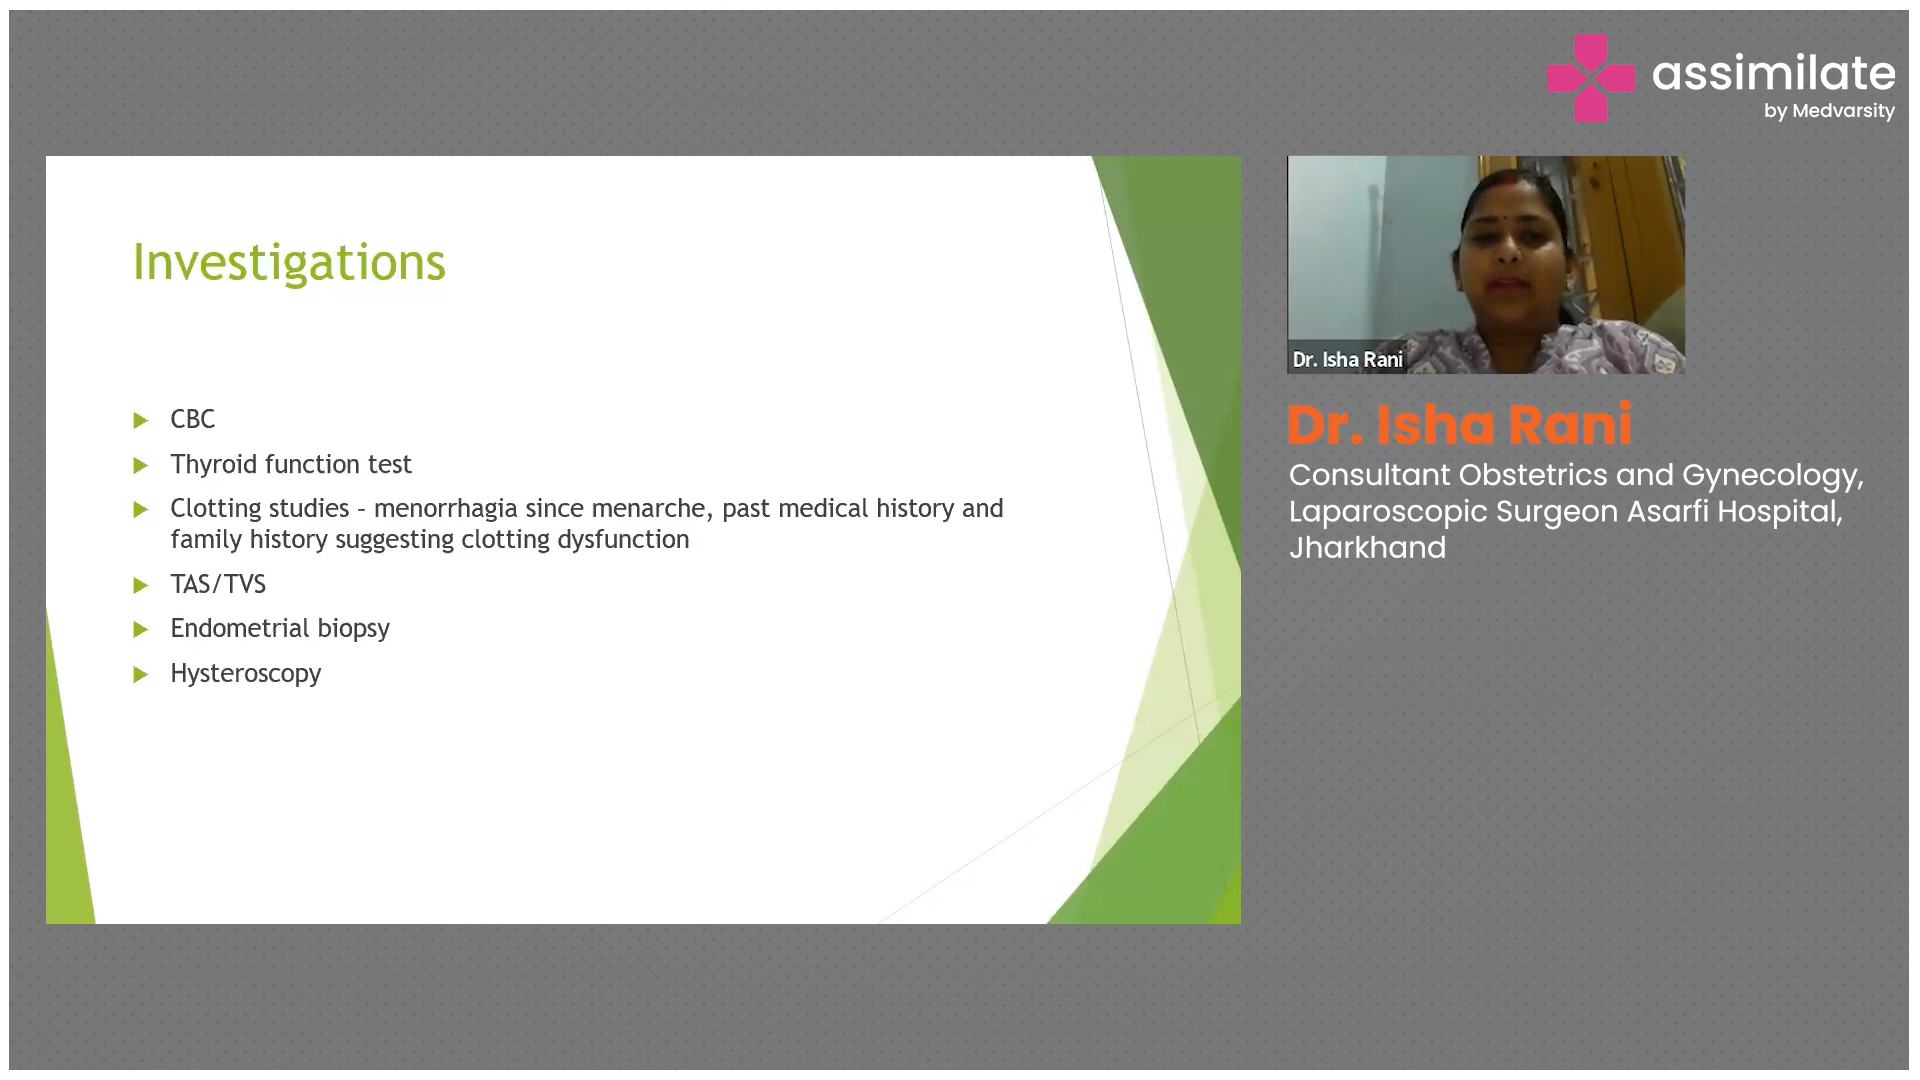 assimilate
by Medvarsity
Investigations
CBC
Thyroid function test
Clotting studies – menorrhagia since menarche, past medical history and
family history suggesting clotting dysfunction
TAS/TVS
Endometrial biopsy
Hysteroscopy
Dr. Isha Rani
Dr. Isha Rani
Consultant Obstetrics and Gynecology,
Laparoscopic Surgeon Asarfi Hospital,
Jharkhand